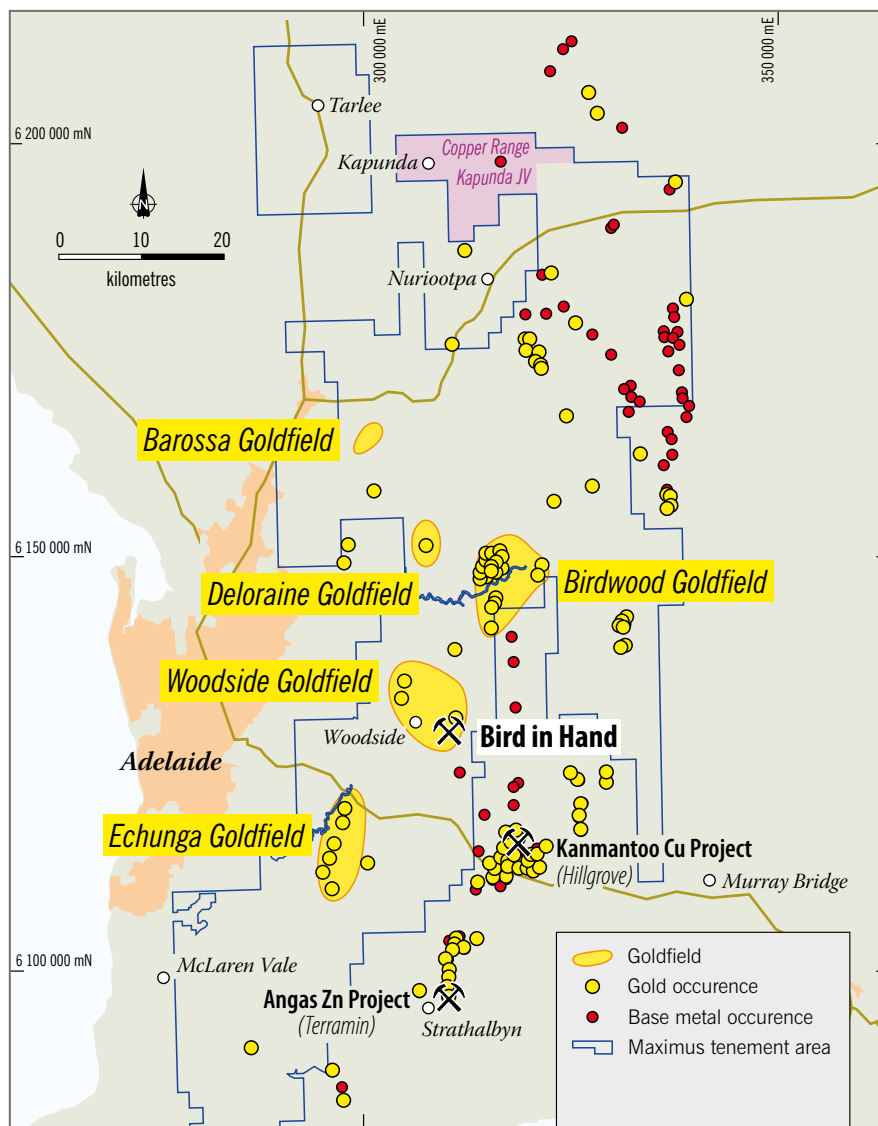 300 000 mE
350 000 mE
Tarlee
6 200 000 mN
Copper Range
Kapunda
Kapunda JV
N
0 10 20
kilometres
Nuriootpa
Barossa Goldfield
6 150 000 mN
Deloraine Goldfield
Birdwood Goldfield
Woodside Goldfield
Woodside
Bird in Hand
Adelaide
Echunga Goldfield
Kanmantoo Cu Project
(Hillgrove)
Murray Bridge
6 100 000 mN
McLaren Vale
Angas Zn Project
(Terramin)
Strathalbyn
Goldfield
Gold occurence
Base metal occurence
Maximus tenement area